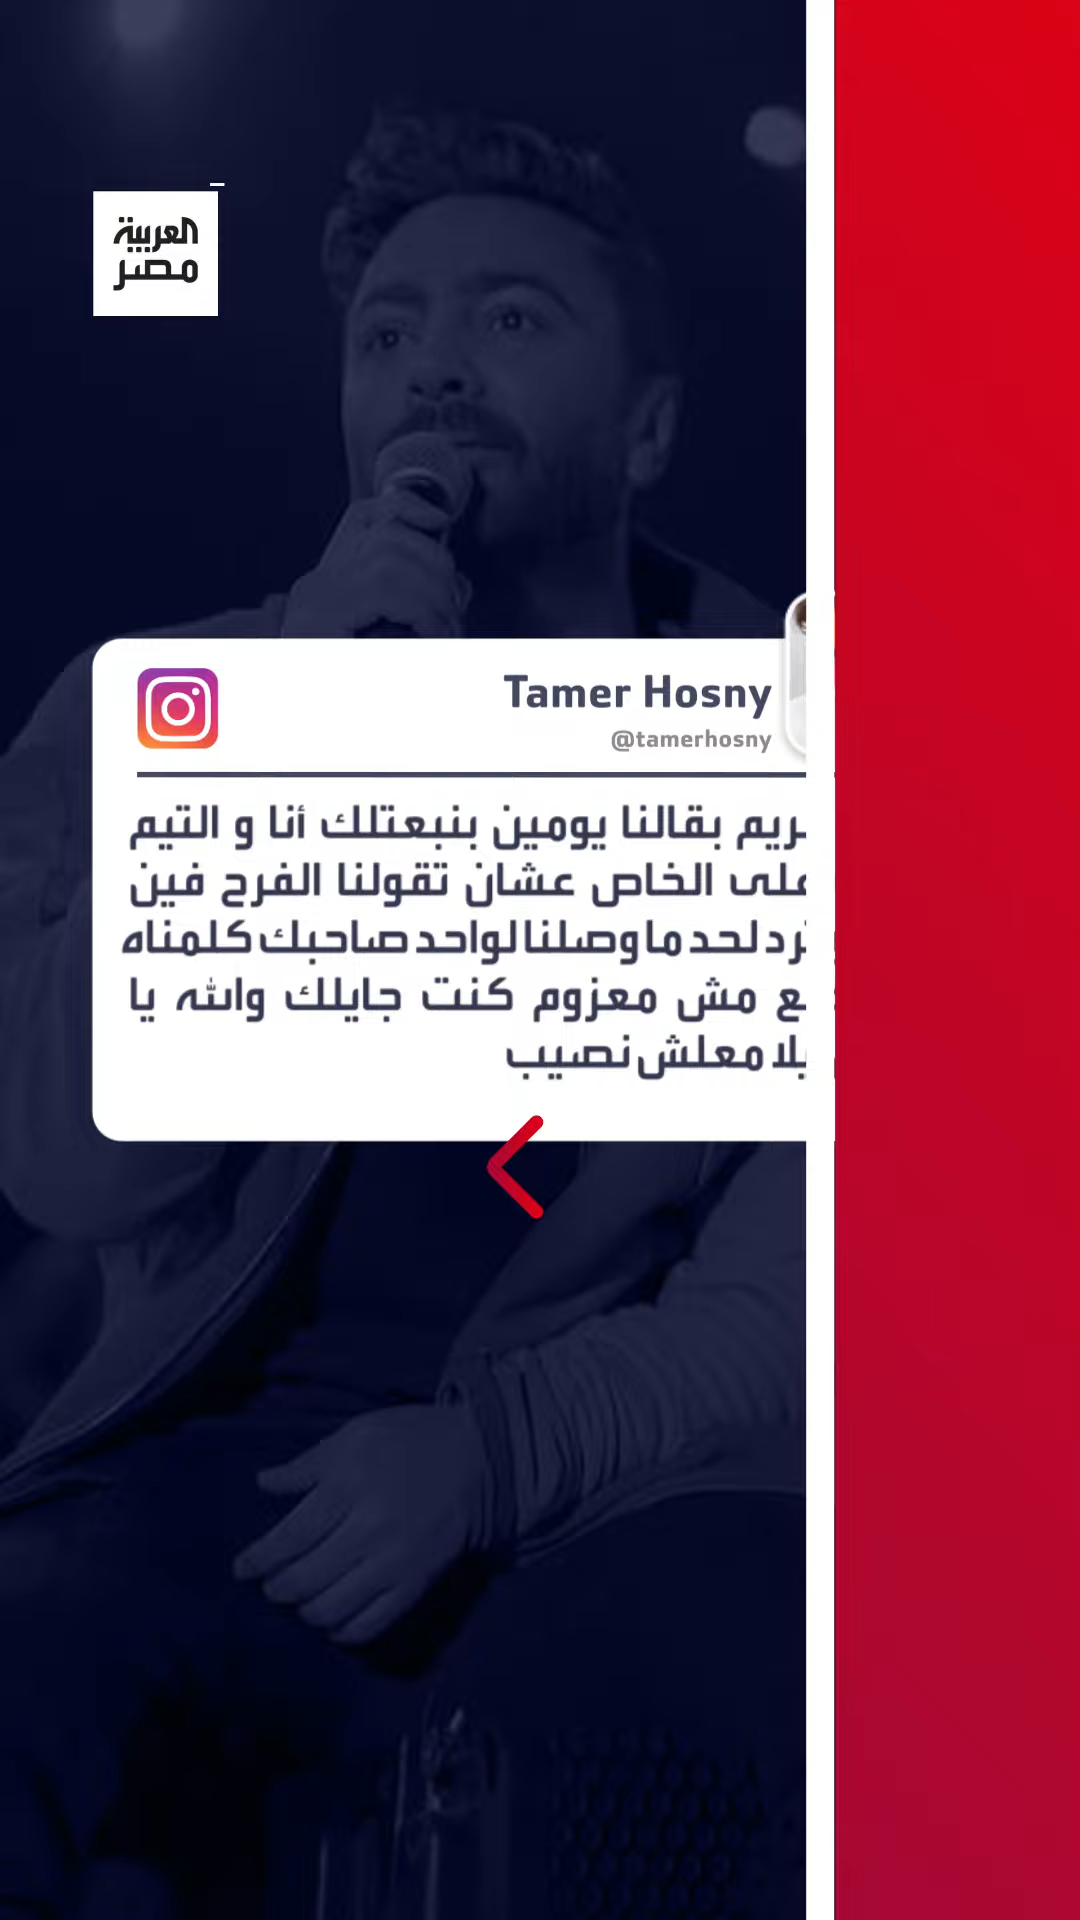 العربية
مصر
Tamer Hosny
@tamerhosny
بقالنا يومين بنبعتلك أنا و التيم
الخاص عشان تقولنا الفرح فين
لحد ما وصلنا لواحد صاحبك كلمناه
مش معزوم كنت جايلك والله يا
معلش نصيب